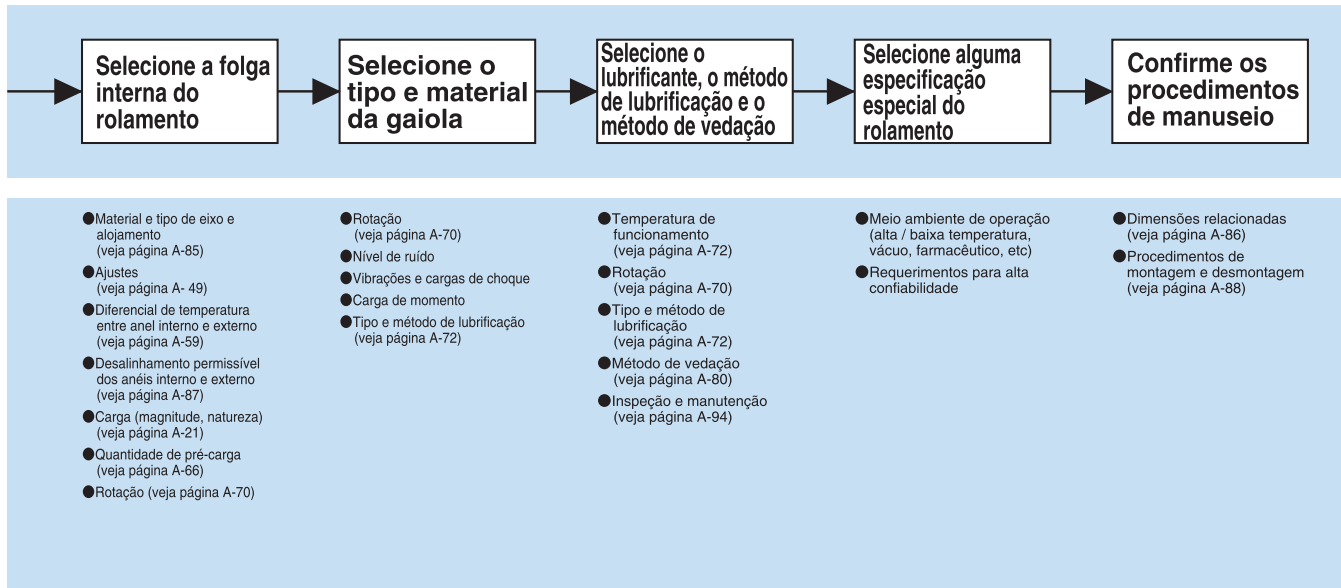 Selecione a folga
interna do
rolamento
Selecione o
tipo e material
da gaiola
Selecione o
lubrificante, o método
de lubrificação e o
método de vedação
Selecione alguma
especificação
especial do
rolamento
Confirme os
procedimentos
de manuseio
●Material e tipo de eixo e
alojamento
(veja página A-85)
●Ajustes
(veja página A- 49)
●Diferencial de temperatura
entre anel interno e externo
(veja página A-59)
●Desalinhamento permissível
dos anéis interno e externo
(veja página A-87)
●Carga (magnitude, natureza)
(veja página A-21)
●Quantidade de pré-carga
(veja página A-66)
●Rotação (veja página A-70)
●Rotação
(veja página A-70)
●Nível de ruído
●Vibrações e cargas de choque
●Carga de momento
●Tipo e método de lubrificação
(veja página A-72)
●Temperatura de
funcionamento
(veja página A-72)
●Rotação
(veja página A-70)
●Tipo e método de
lubrificação
(veja página A-72)
●Método de vedação
(veja página A-80)
●Inspeção e manutenção
(veja página A-94)
●Meio ambiente de operação
(alta / baixa temperatura,
vácuo, farmacêutico, etc)
●Requerimentos para alta
confiabilidade
●Dimensões relacionadas
(veja página A-86)
●Procedimentos de
montagem e desmontagem
(veja página A-88)